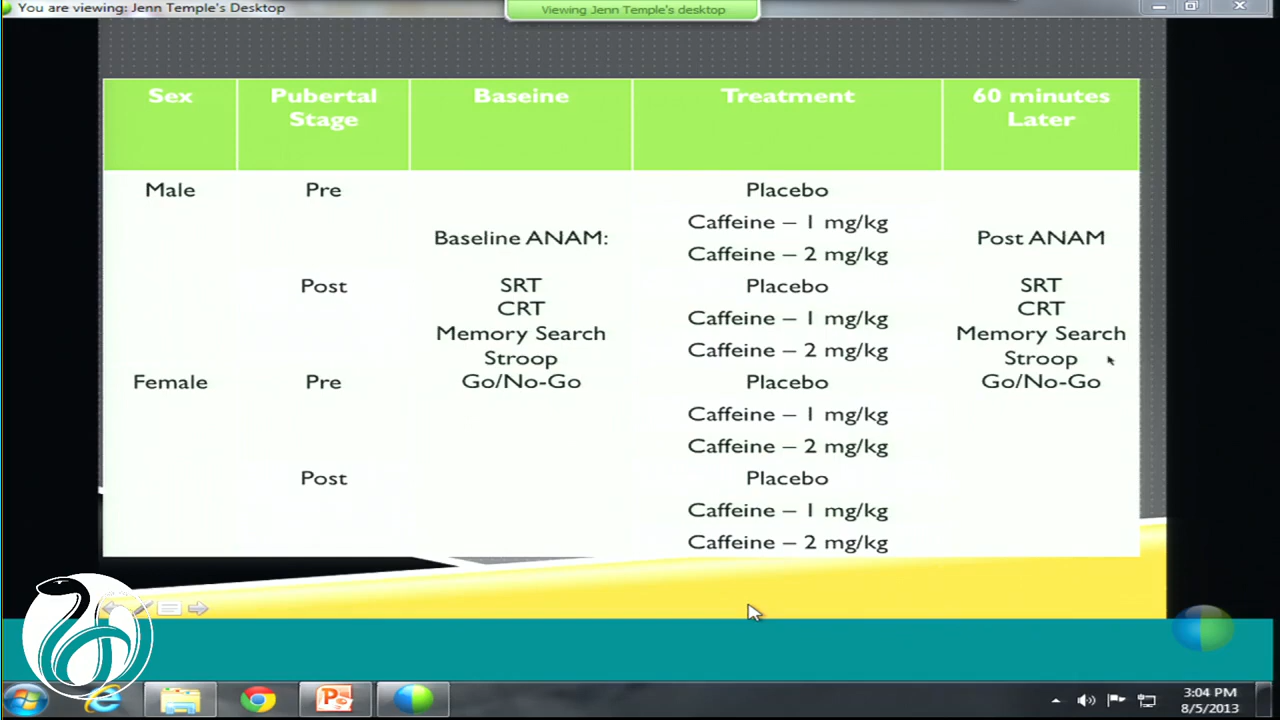 You are viewing: Jenn Temple's Desktop
Viewing Jenn Temple's desktop
Sex
Pubertal
Stage
Baseine
Treatment
60 minutes
Later
Male
Pre
Baseline ANAM:
SRT
CRT
Memory Search
Stroop
Go/No-Go
Placebo
Caffeine – 1 mg/kg
Caffeine – 2 mg/kg
Post ANAM
SRT
CRT
Memory Search
Stroop
Go/No-Go
Post
Placebo
Caffeine – 1 mg/kg
Caffeine – 2 mg/kg
Female
Pre
Placebo
Caffeine – 1 mg/kg
Caffeine – 2 mg/kg
Post
Placebo
Caffeine – 1 mg/kg
Caffeine – 2 mg/kg
3:04 PM
8/5/2013